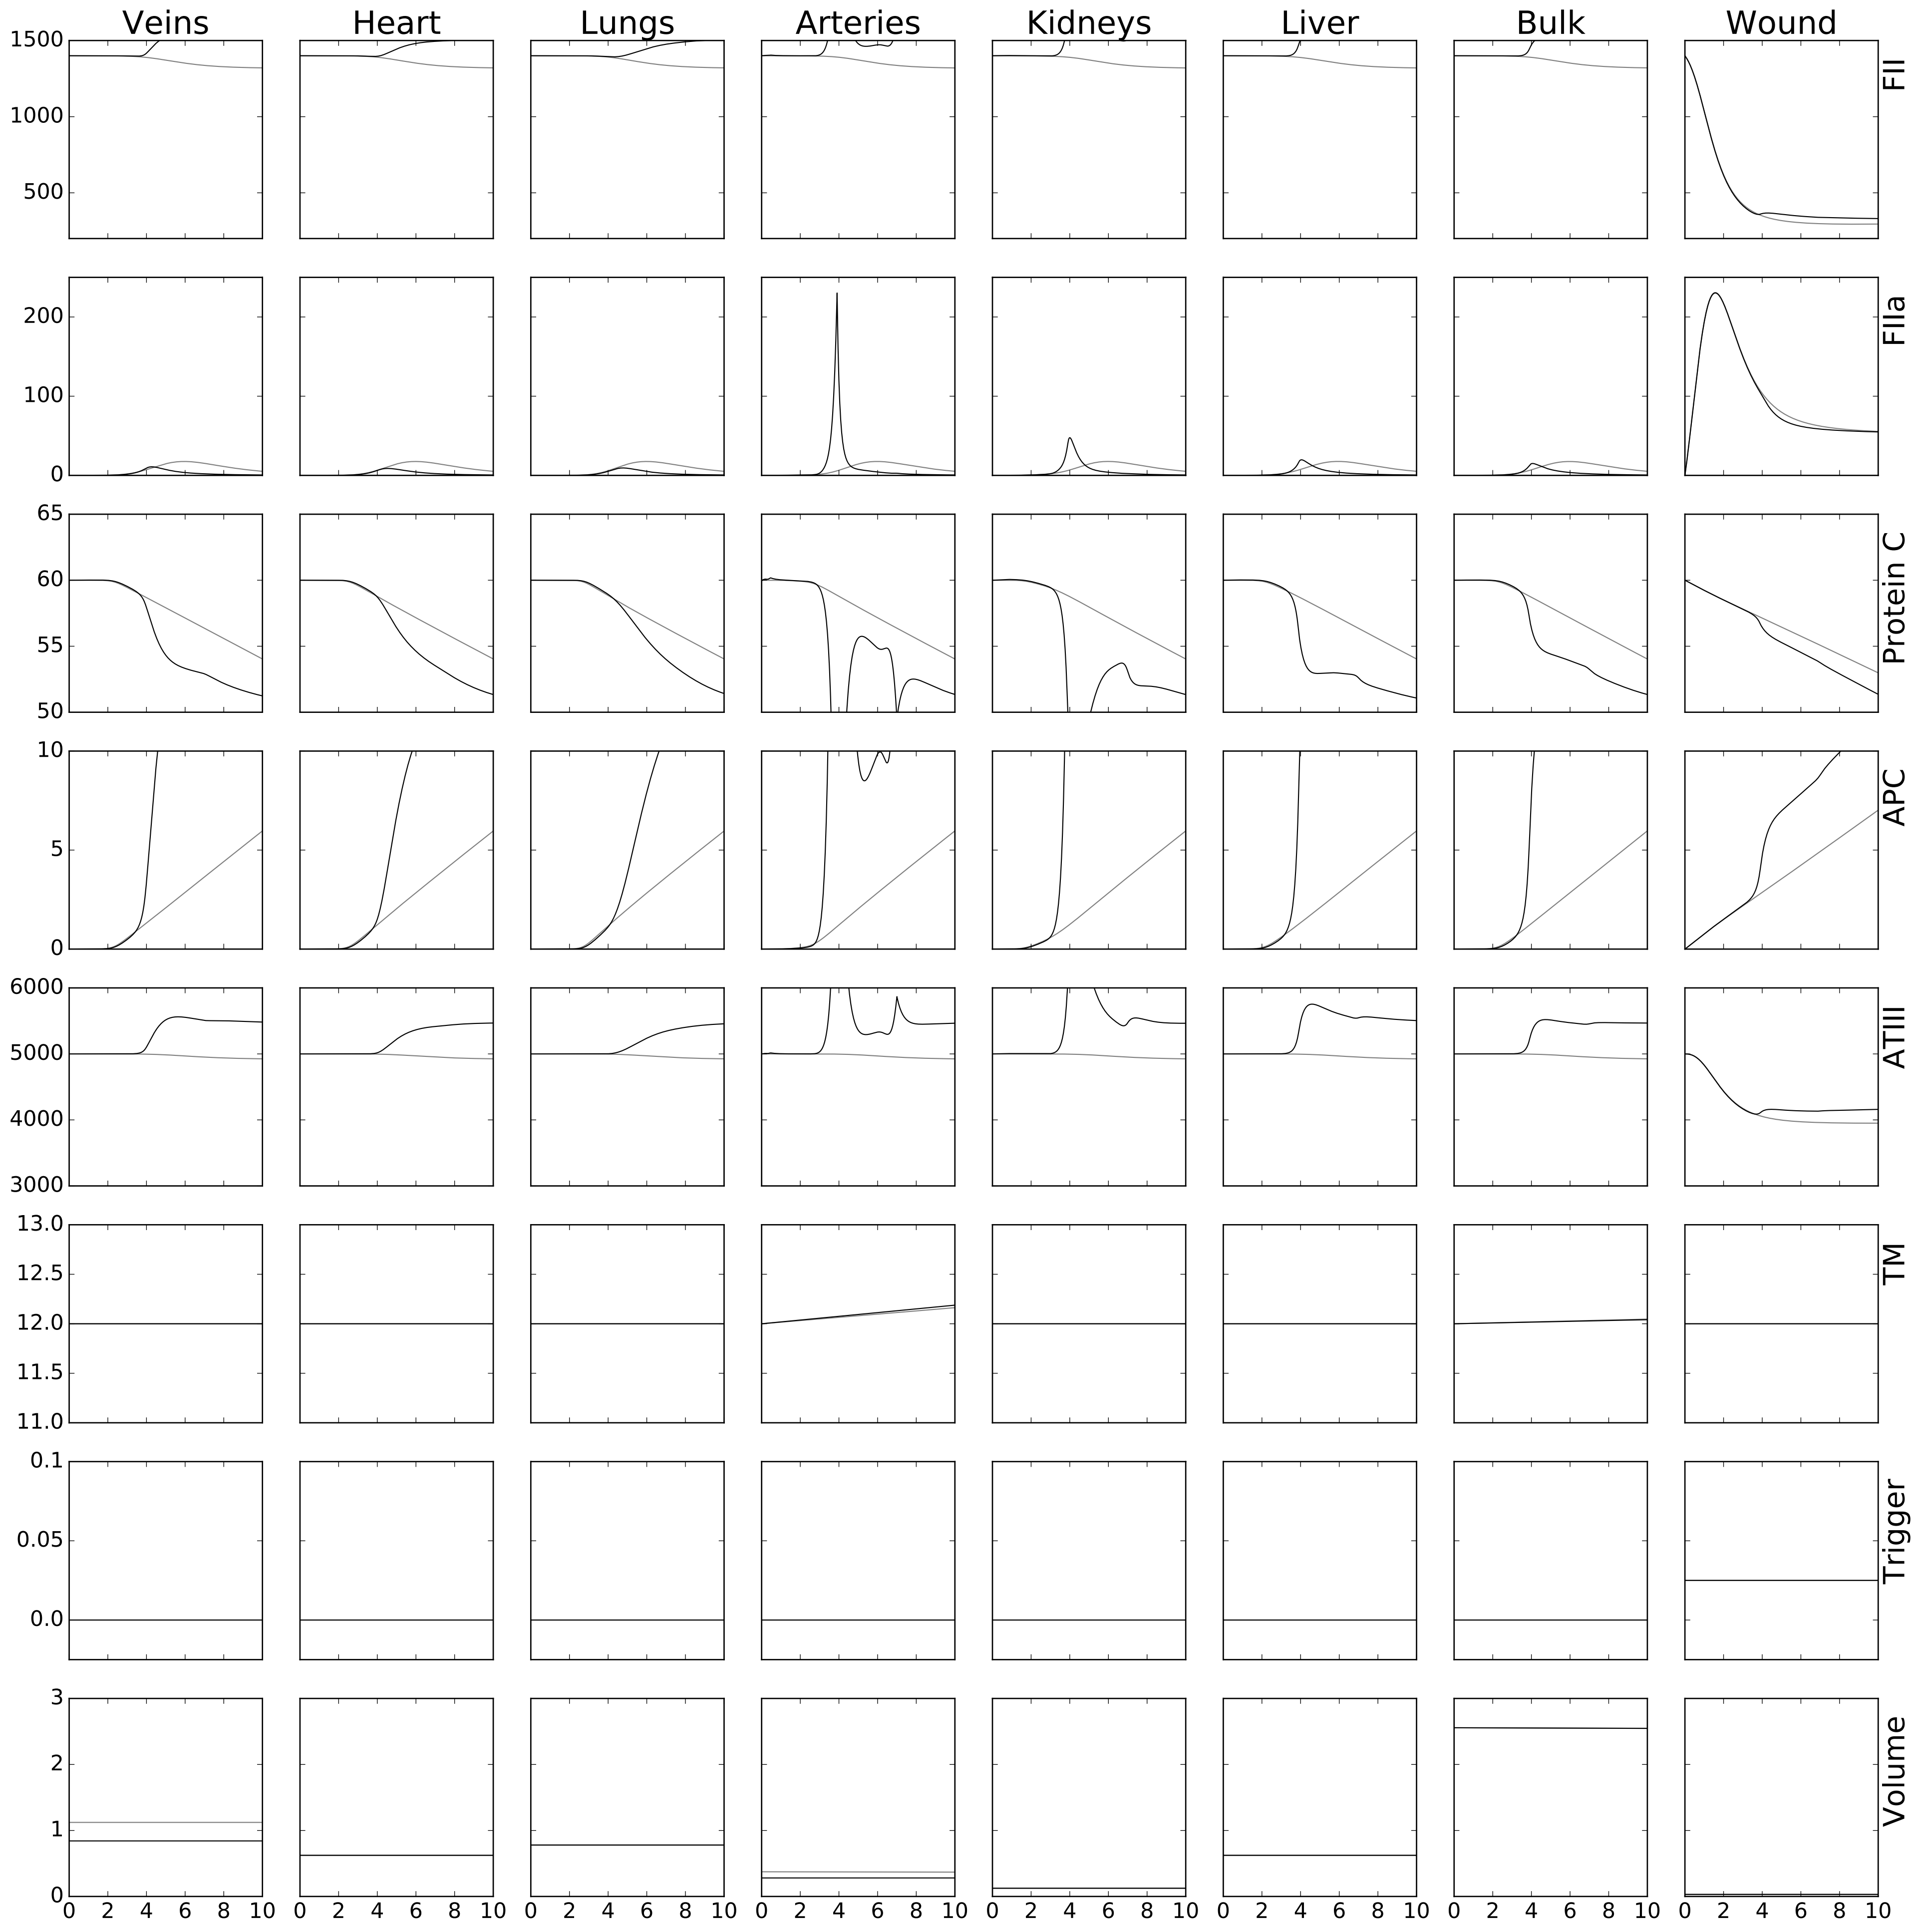 Veins Heart Lungs Arteries Kidneys Liver Bulk Wound
1500
1000
500
FII
200
100
0
FIIa
65
60
55
50
Protein C
10
5
0
APC
6000
5000
4000
3000
ATIII
13.0
12.5
12.0
11.5
11.0
TM
0.1
0.05
0.0
Trigger
3
2
1
0
Volume
0 2 4 6 8 10 0 2 4 6 8 10 0 2 4 6 8 10 0 2 4 6 8 10 0 2 4 6 8 10 0 2 4 6 8 10 0 2 4 6 8 10 0 2 4 6 8 10